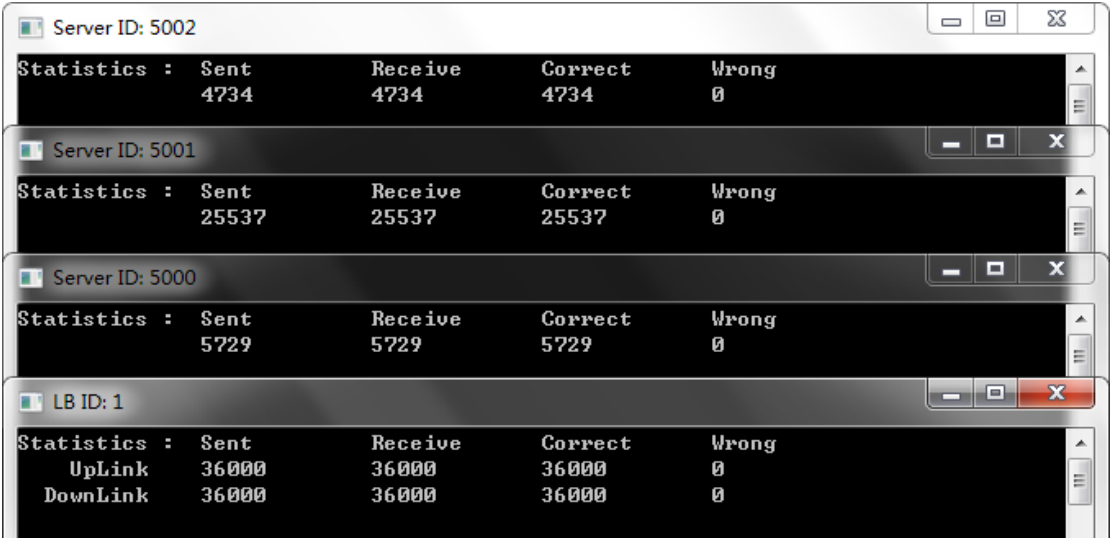 Server ID: 5002
Statistics : Sent Receive Correct Wrong
4734 4734 4734 0
Server ID: 5001
Statistics : Sent Receive Correct Wrong
25537 25537 25537 0
Server ID: 5000
Statistics : Sent Receive Correct Wrong
5729 5729 5729 0
LB ID: 1
Statistics : Sent Receive Correct Wrong
UpLink 36000 36000 36000 0
DownLink 36000 36000 36000 0